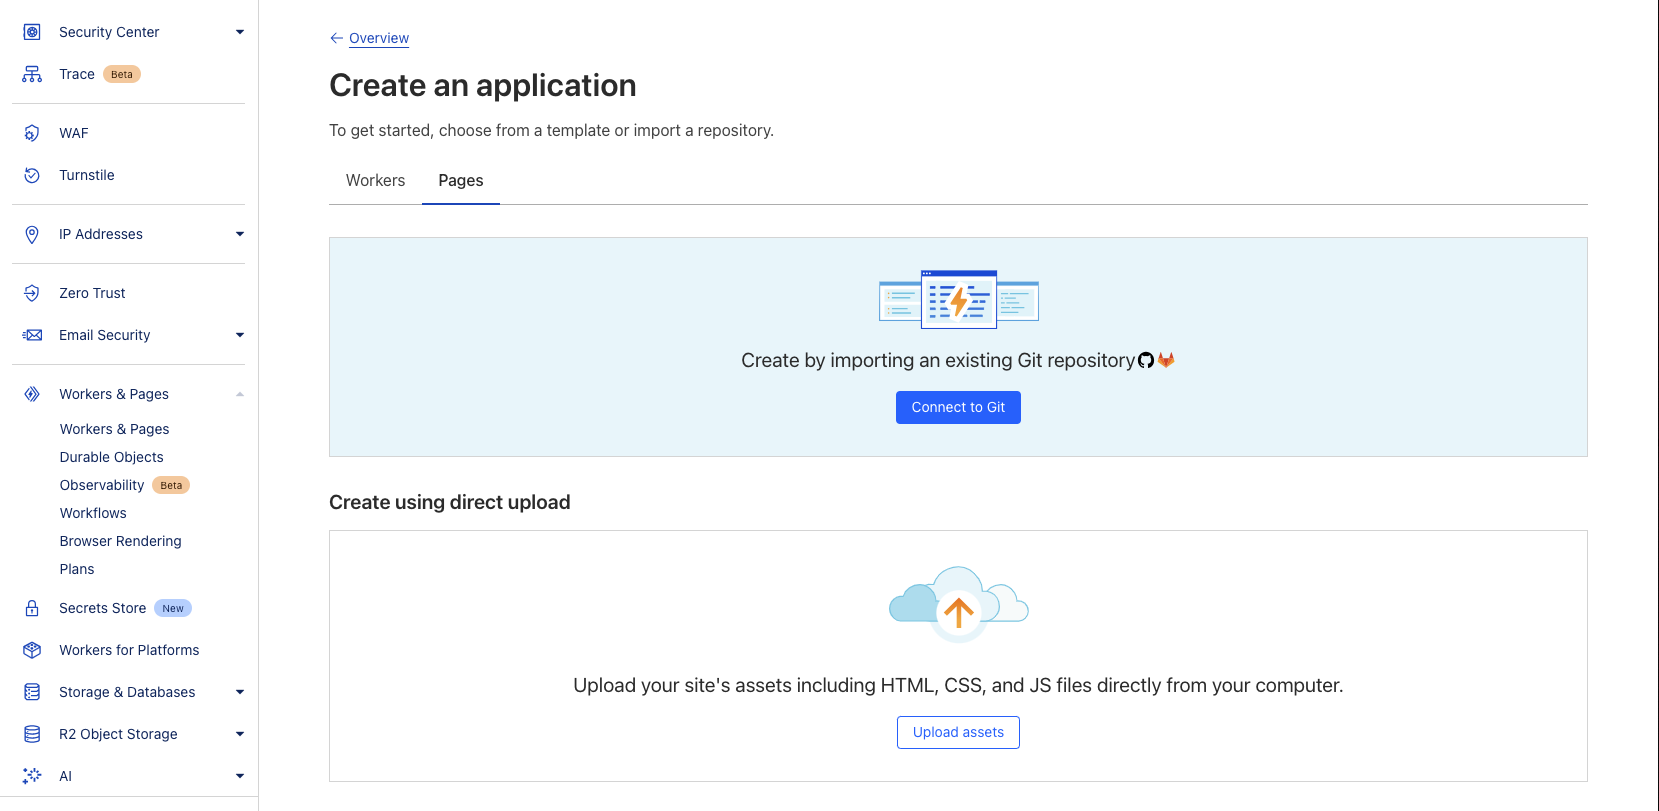 Security Center
Trace Beta
WAF
Turnstile
IP Addresses
Zero Trust
Email Security
Workers & Pages
Workers & Pages
Durable Objects
Observability Beta
Workflows
Browser Rendering
Plans
Secrets Store New
Workers for Platforms
Storage & Databases
R2 Object Storage
AI
Overview
Create an application
To get started, choose from a template or import a repository.
Workers Pages
Create by importing an existing Git repository
Connect to Git
Create using direct upload
Upload your site's assets including HTML, CSS, and JS files directly from your computer.
Upload assets